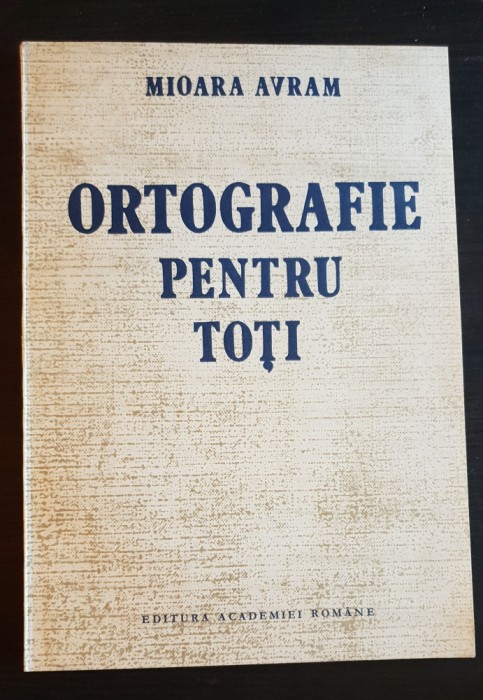 MIOARA AVRAM
ORTOGRAFIE
PENTRU
TOȚI
EDITURA ACADEMIEI ROMÂNE